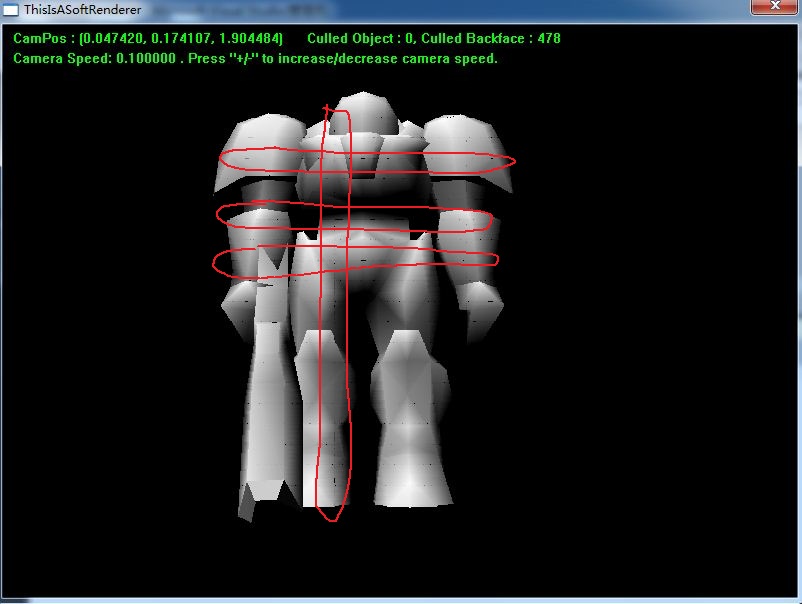 ThisIsASoftRenderer
CamPos : (0.047420, 0.174107, 1.904484) Culled Object : 0, Culled Backface : 478
Camera Speed: 0.100000 . Press "+/-" to increase/decrease camera speed.